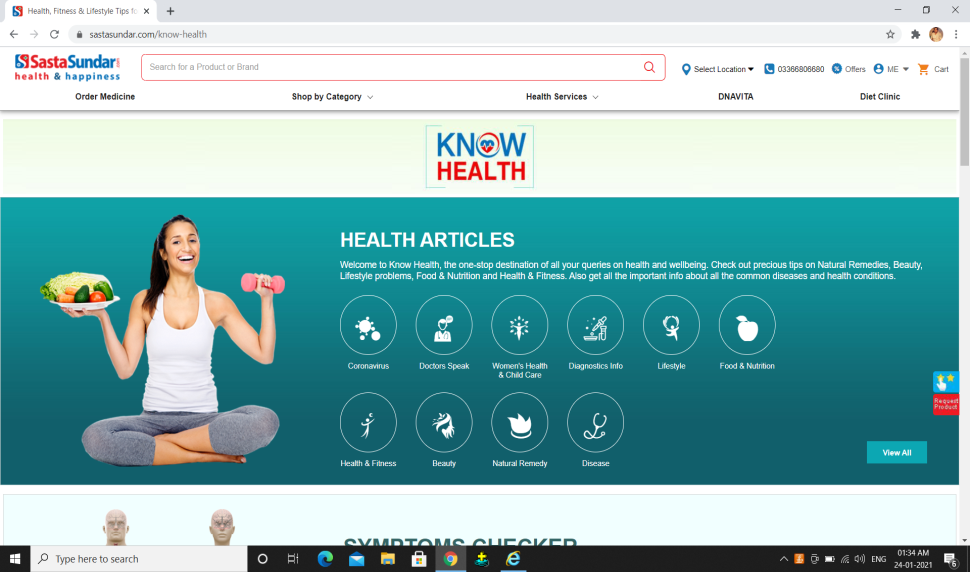 Health, Fitness & Lifestyle Tips fo
sastasundar.com/know-health
SastaSundar
health & happiness
Search for a Product or Brand
Select Location
03366806680
Offers
ME
Cart
Order Medicine
Shop by Category
Health Services
DNAVITA
Diet Clinic
KNOW
HEALTH
HEALTH ARTICLES
Welcome to Know Health, the one-stop destination of all your queries on health and wellbeing. Check out precious tips on Natural Remedies, Beauty,
Lifestyle problems, Food & Nutrition and Health & Fitness. Also get all the important info about all the common diseases and health conditions.
Coronavirus
Doctors Speak
Women's Health
& Child Care
Diagnostics Info
Lifestyle
Food & Nutrition
Request
Product
Health & Fitness
Beauty
Natural Remedy
Disease
View All
SYMPTOMS CHECKER
Type here to search
ENG
01:34 AM
24-01-2021
6